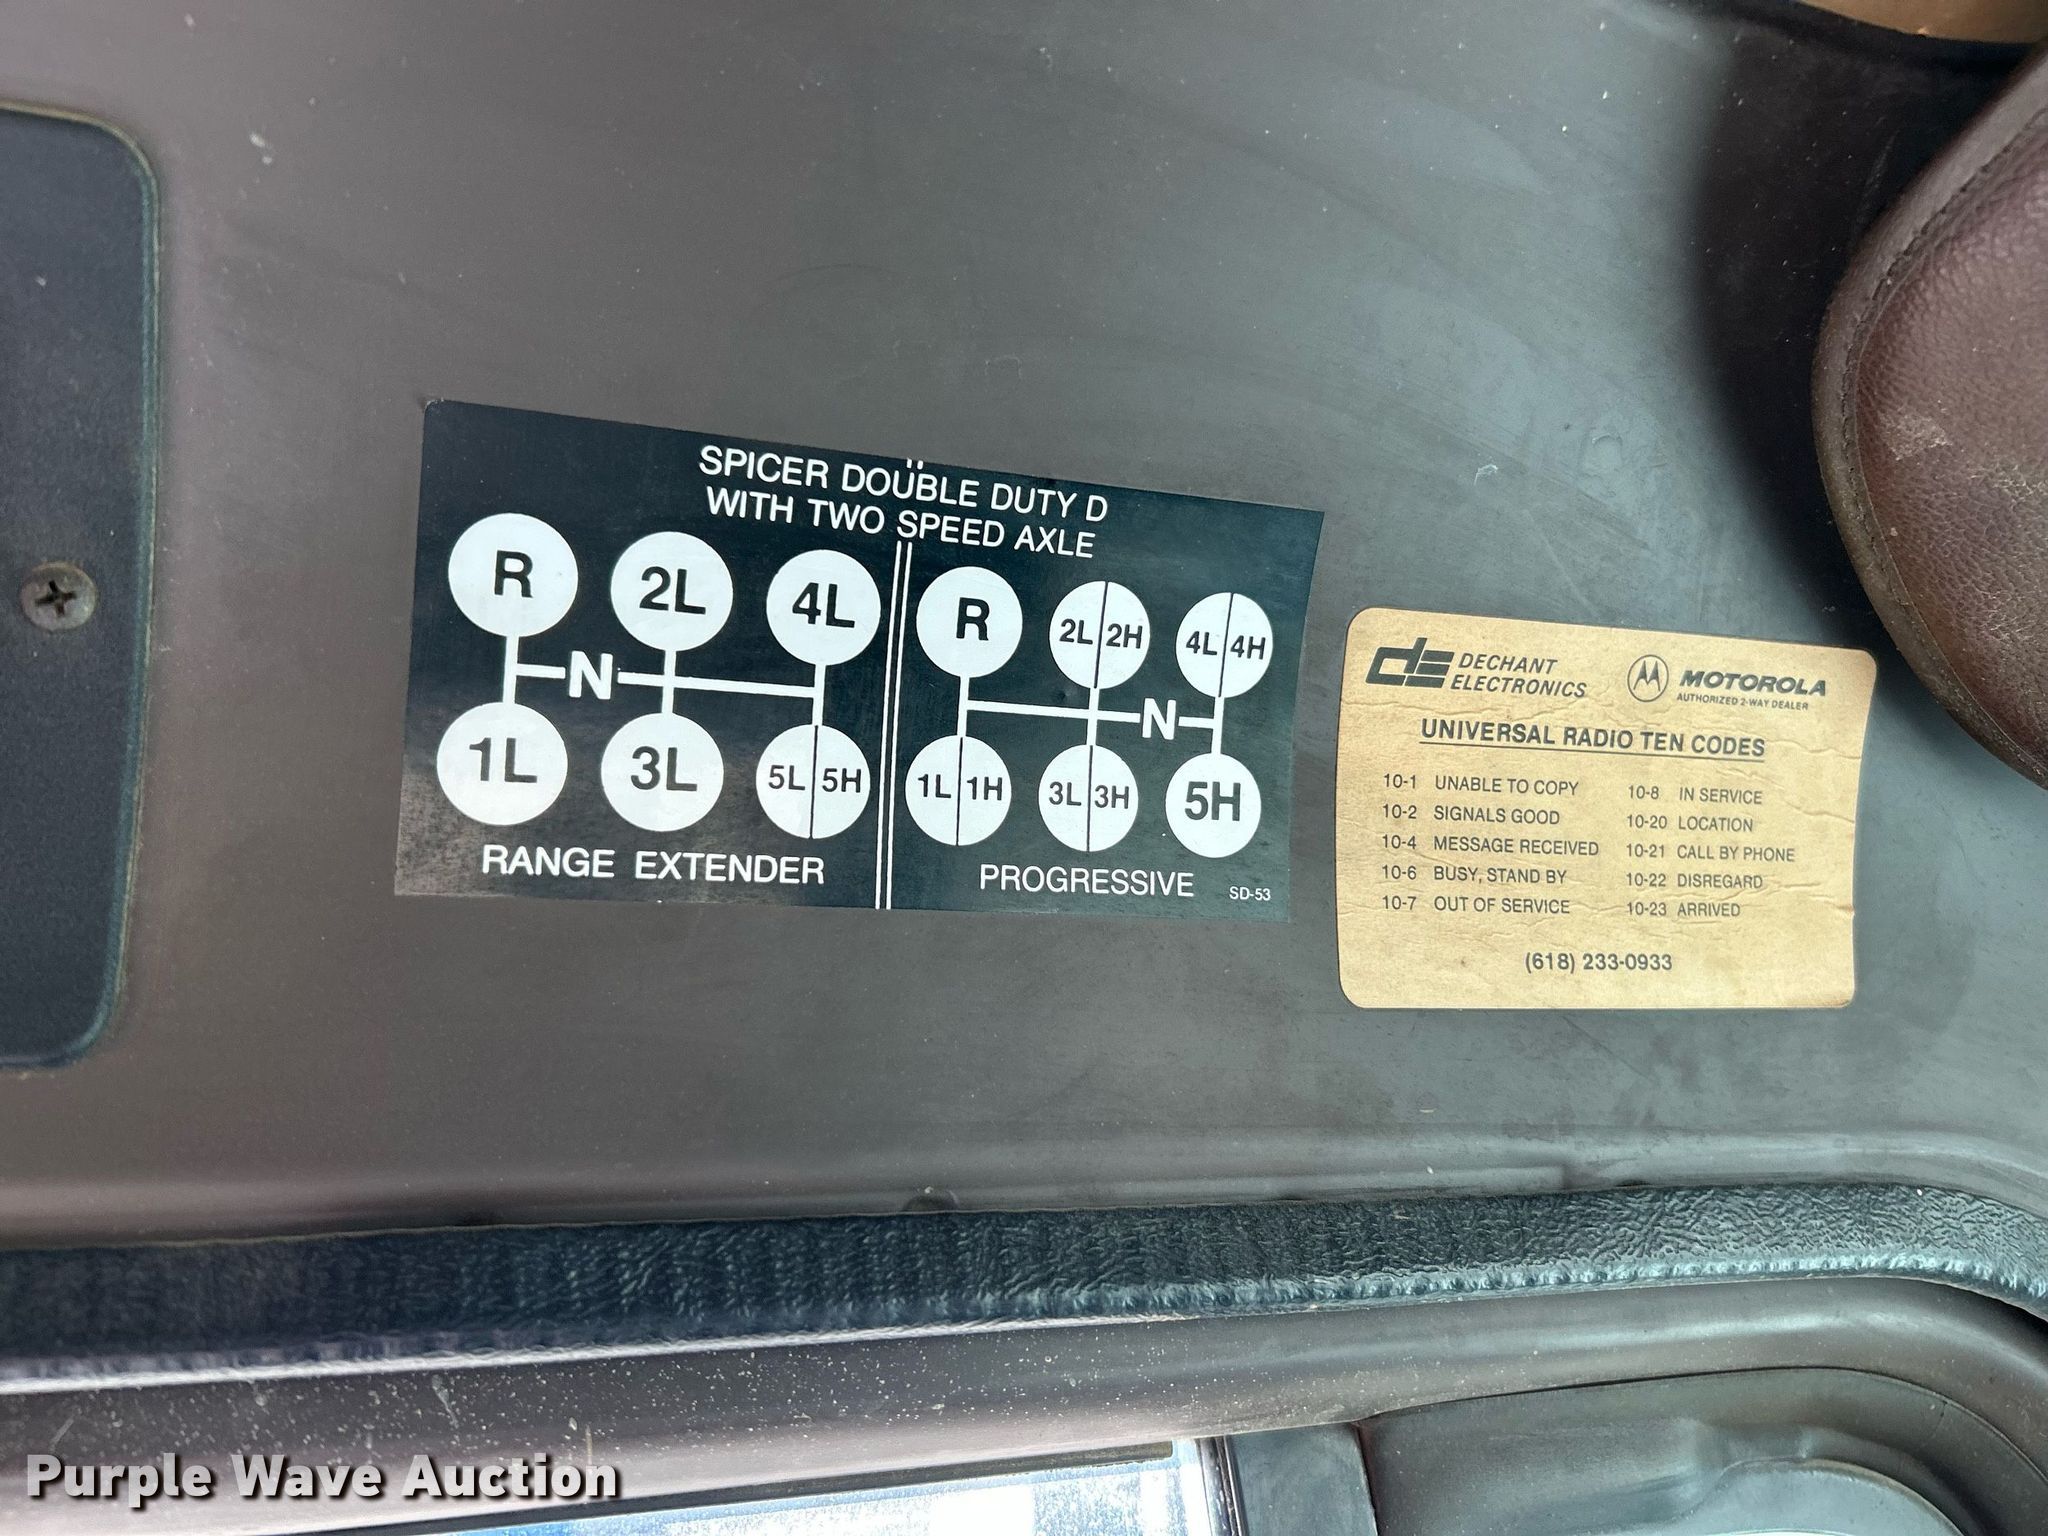 SPICER DOUBLE DUTY D
WITH TWO SPEED AXLE
R 2L 4L
N
1L 3L 5L 5H
RANGE EXTENDER
R 2L 2H 4L 4H
N
1L 1H 3L 3H 5H
PROGRESSIVE
SD-53
de DECHANT
ELECTRONICS
MOTOROLA
AUTHORIZED 2-WAY DEALER
UNIVERSAL RADIO TEN CODES
10-1 UNABLE TO COPY
10-2 SIGNALS GOOD
10-4 MESSAGE RECEIVED
10-6 BUSY, STAND BY
10-7 OUT OF SERVICE
10-8 IN SERVICE
10-20 LOCATION
10-21 CALL BY PHONE
10-22 DISREGARD
10-23 ARRIVED
(618) 233-0933
Purple Wave Auction